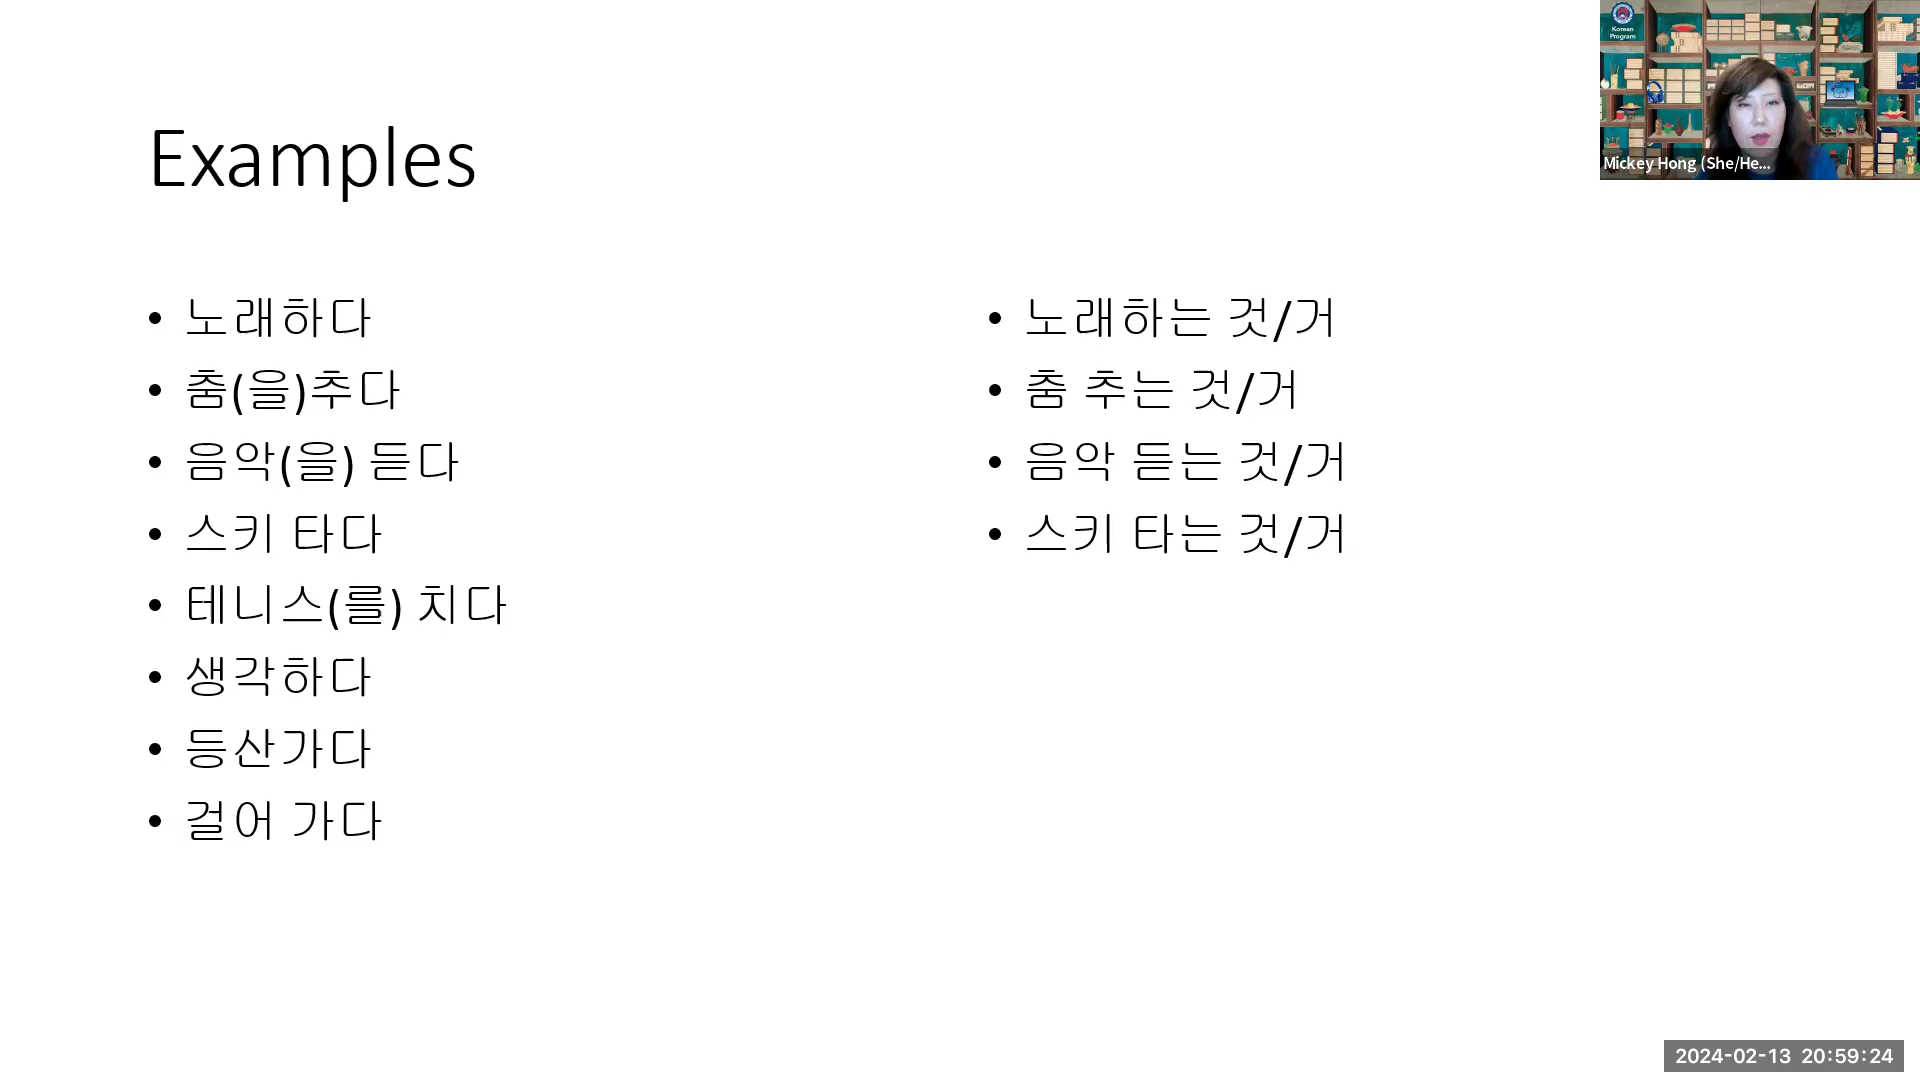 Examples
• 노래하다
• 춤(을)추다
• 음악(을) 듣다
• 스키 타다
• 테니스(를) 치다
• 생각하다
• 등산가다
• 걸어 가다
• 노래하는 것/거
• 춤 추는 것/거
• 음악 듣는 것/거
• 스키 타는 것/거
Korean
Program
Mickey Hong (She/He...
2024-02-13 20:59:24